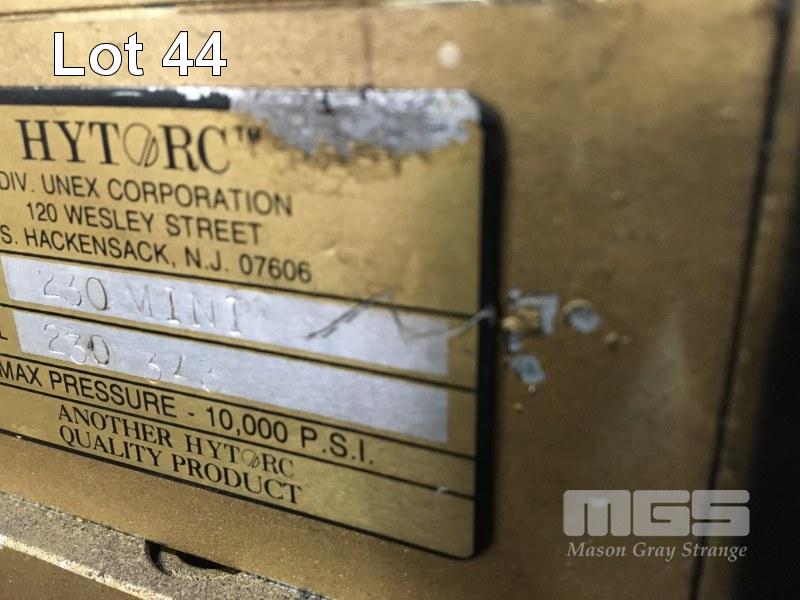 Lot 44
HYTORC™
DIV. UNEX CORPORATION
120 WESLEY STREET
S. HACKENSACK, N.J. 07606
230 MINI
230
MAX PRESSURE - 10,000 P.S.I.
ANOTHER HYTORC
QUALITY PRODUCT
MGS
Mason Gray Strange